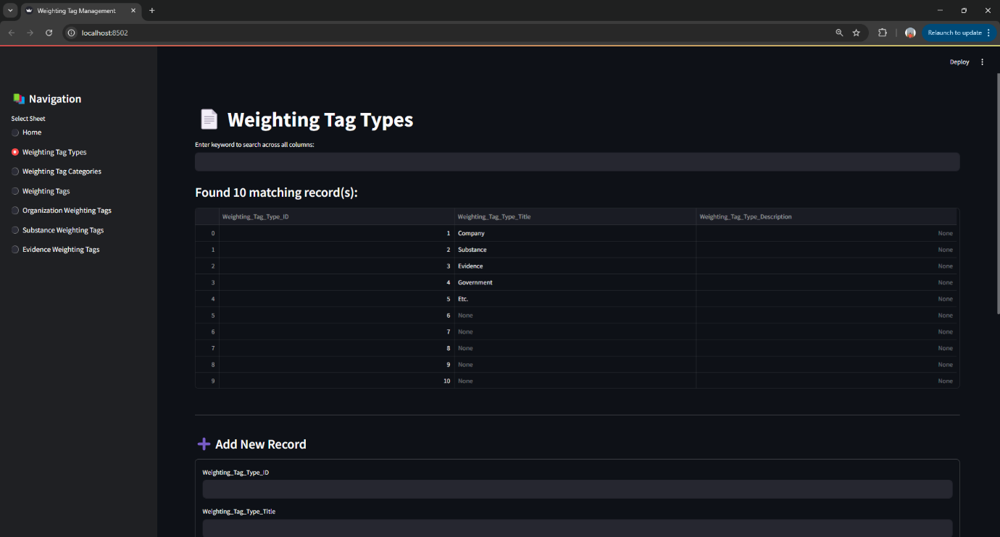 Weighting Tag Management
localhost:8502
Relaunch to update
Deploy
Navigation
Select Sheet
Home
Weighting Tag Types
Weighting Tag Categories
Weighting Tags
Organization Weighting Tags
Substance Weighting Tags
Evidence Weighting Tags
Weighting Tag Types
Enter keyword to search across all columns:
Found 10 matching record(s):
Weighting_Tag_Type_ID Weighting_Tag_Type_Title Weighting_Tag_Type_Description
0 1 Company None
1 2 Substance None
2 3 Evidence None
3 4 Government None
4 5 Etc. None
5 6 None None
6 7 None None
7 8 None None
8 9 None None
9 10 None None
Add New Record
Weighting_Tag_Type_ID
Weighting_Tag_Type_Title